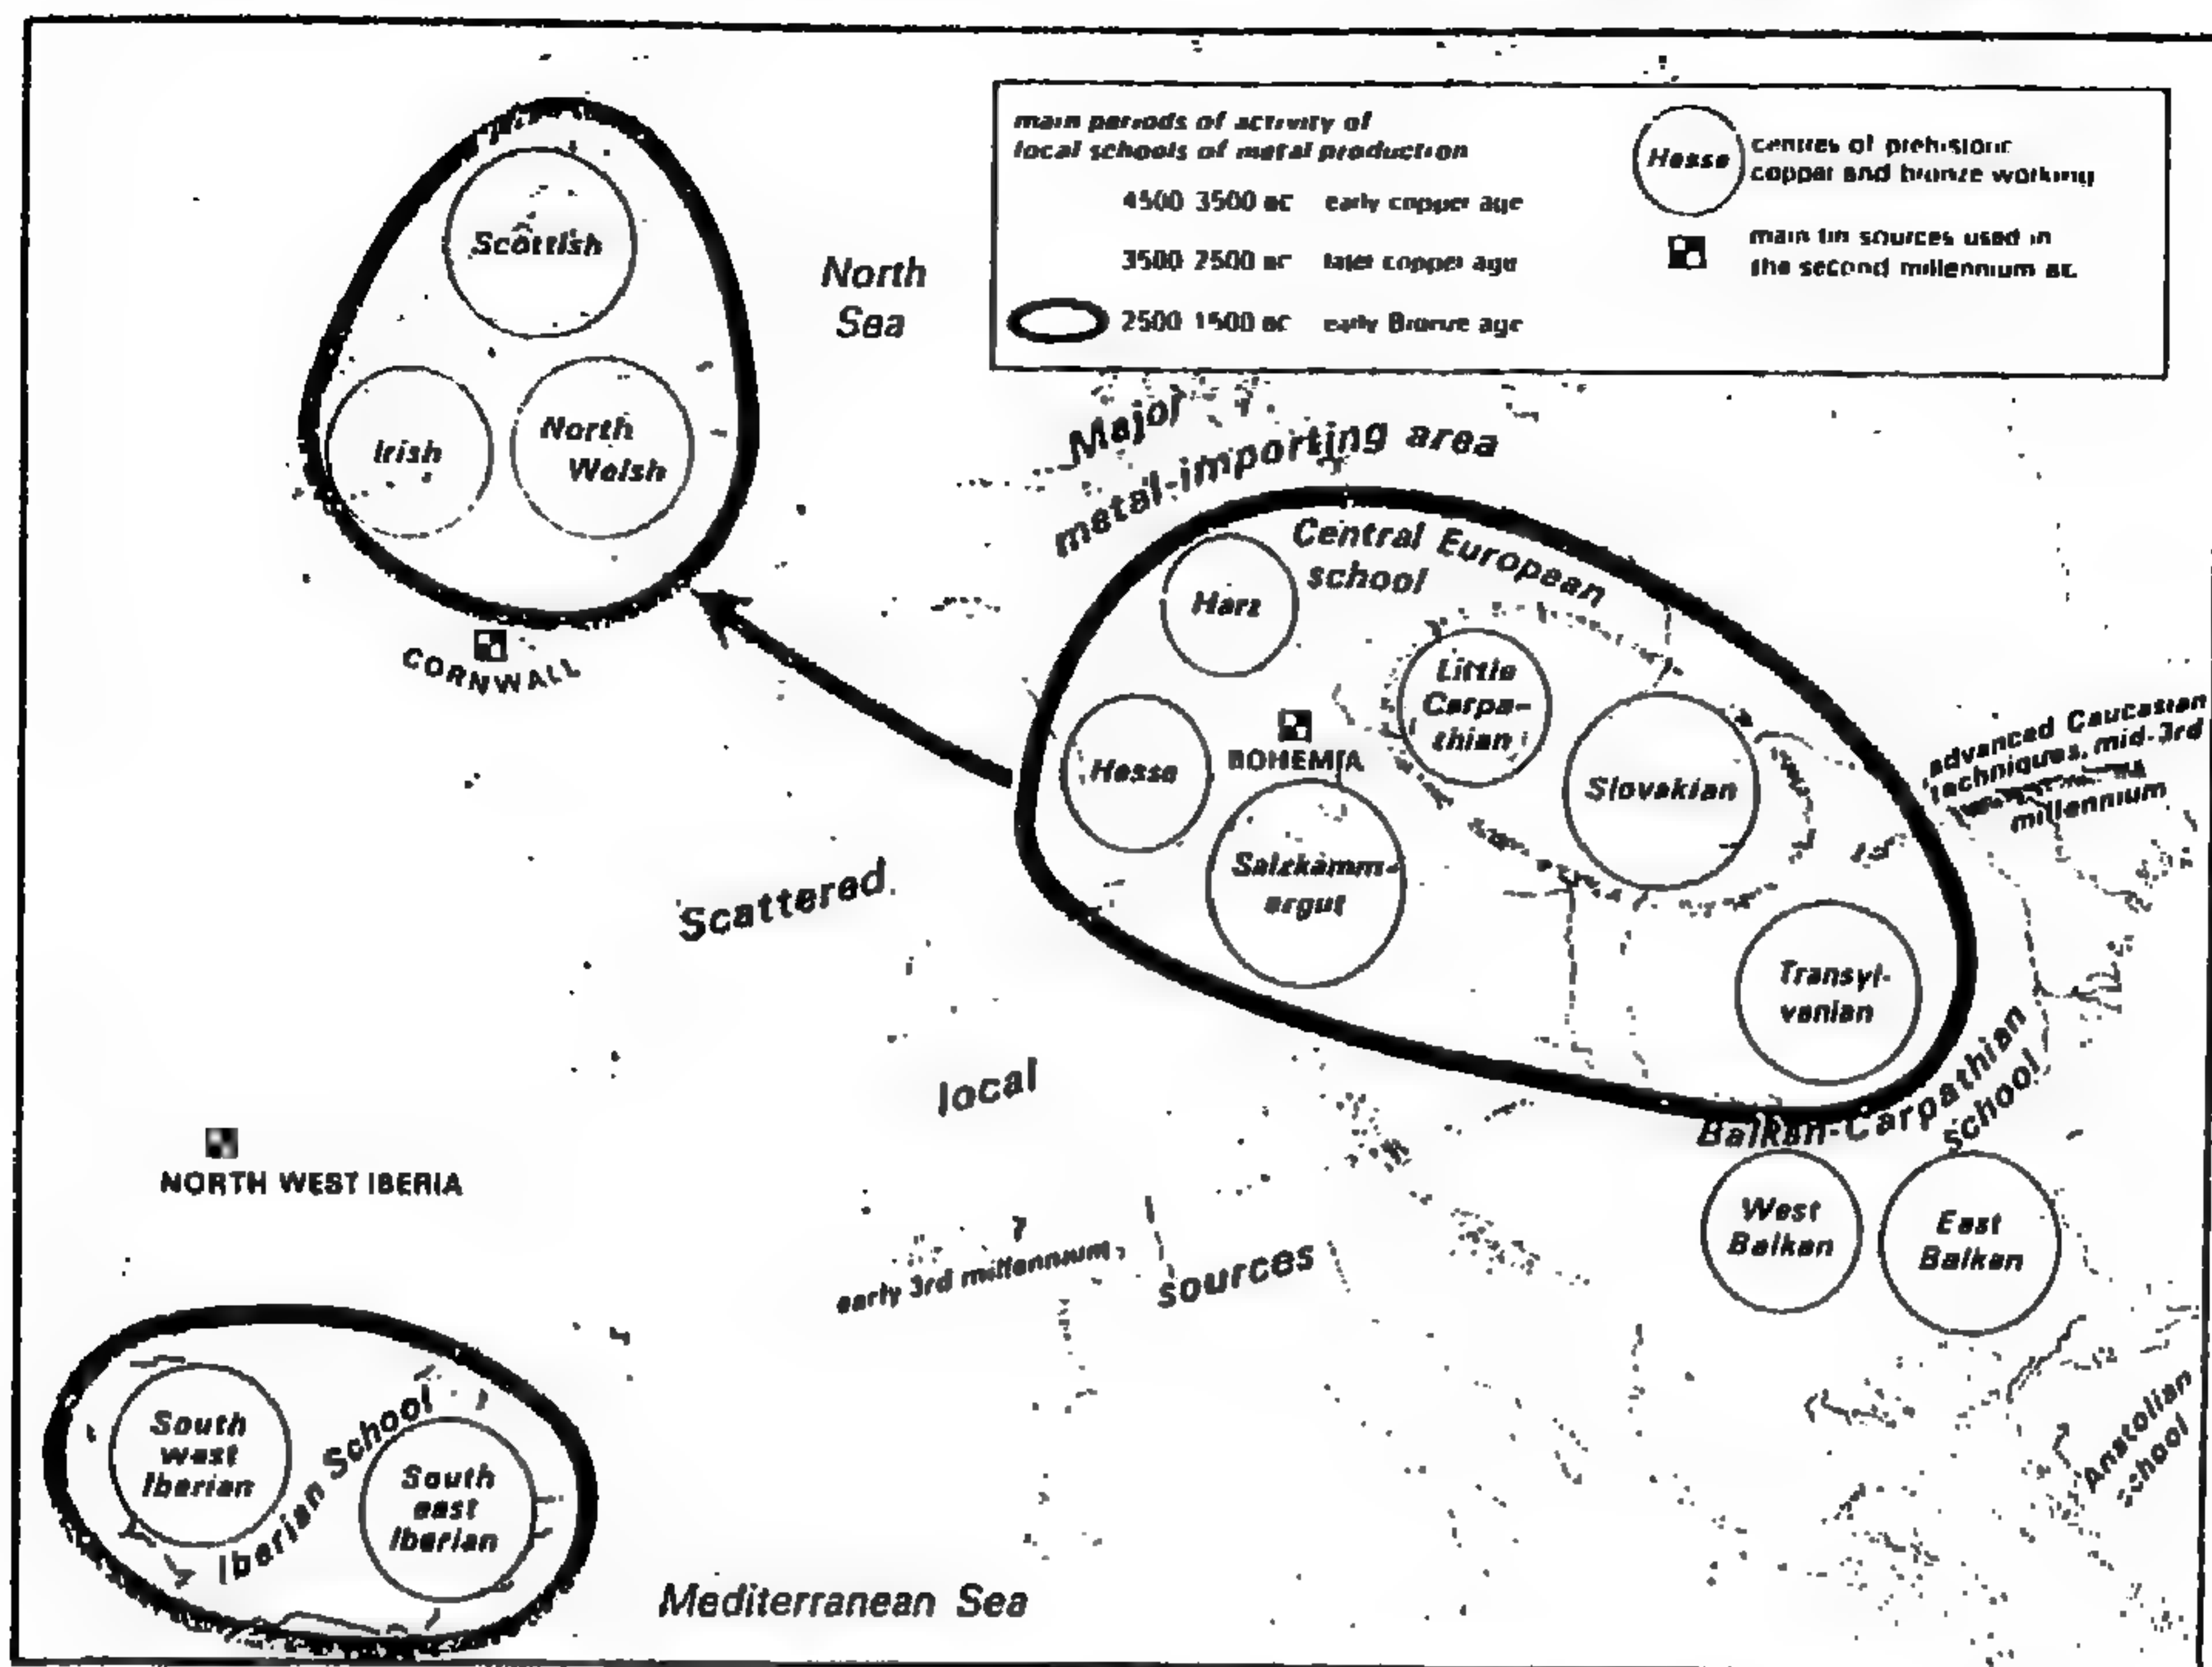 main periods of activity of
local schools of metal production
4500 3500 BC early copper age
3500 2500 BC later copper age
2500 1500 BC early Bronze age
Hesse
centres of prehistoric
copper and bronze working
main tin sources used in
the second millennium BC
Scottish
Irish
North
Welsh
North
Sea
CORNWALL
Major
metal-importing area
Central European
school
Harz
Little
Carpa-
thian
Hesse
BOHEMIA
Slovakian
Salzkamm-
ergut
Transyl-
vanian
advanced Caucasian
techniques, mid-3rd
millennium
Scattered
local
sources
Balkan-Carpathian
School
West
Balkan
East
Balkan
NORTH WEST IBERIA
?
early 3rd millennium
South
west
Iberian
Iberian School
South
east
Iberian
Anatolian
school
Mediterranean Sea